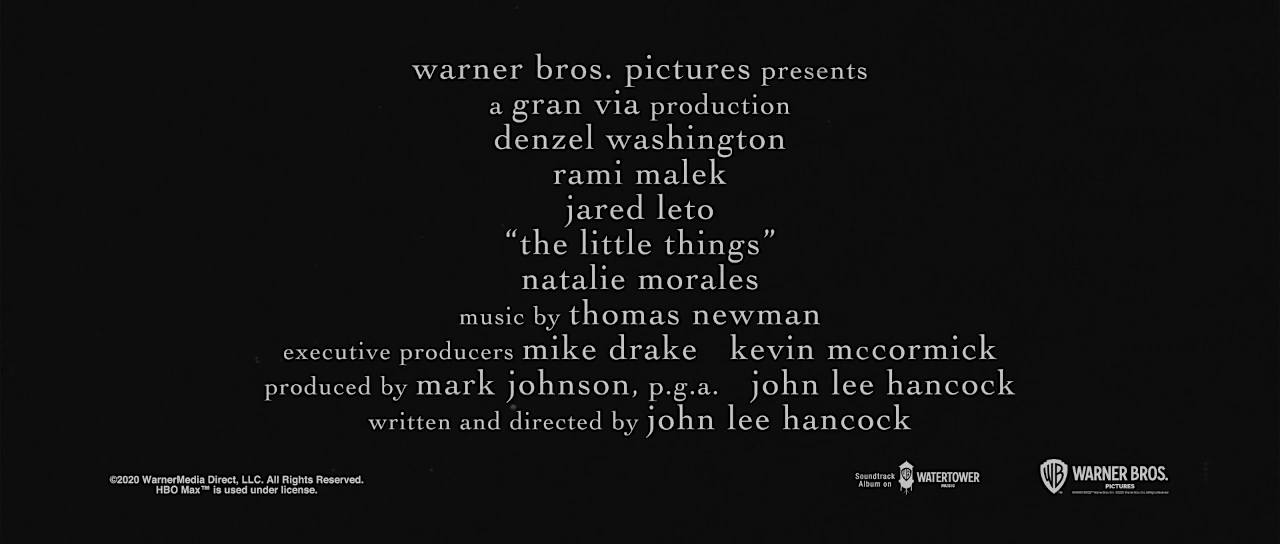 warner bros. pictures presents
a gran via production
denzel washington
rami malek
jared leto
“the little things”
natalie morales
music by thomas newman
executive producers mike drake kevin mccormick
produced by mark johnson, p.g.a. john lee hancock
written and directed by john lee hancock
©2020 WarnerMedia Direct, LLC. All Rights Reserved.
HBO Max™ is used under license.
Soundtrack
Album on
WATERTOWER
MUSIC
WB
WARNER BROS.
PICTURES